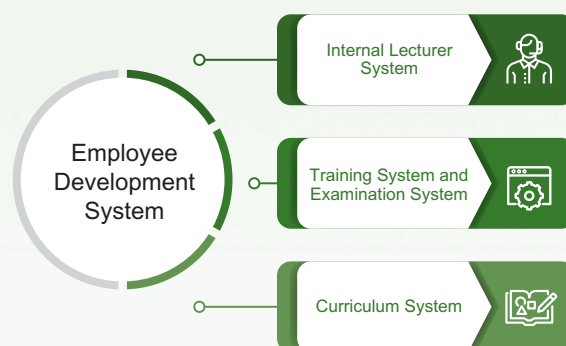 Internal Lecturer
System
Employee
Development
System
Training System and
Examination System
Curriculum System